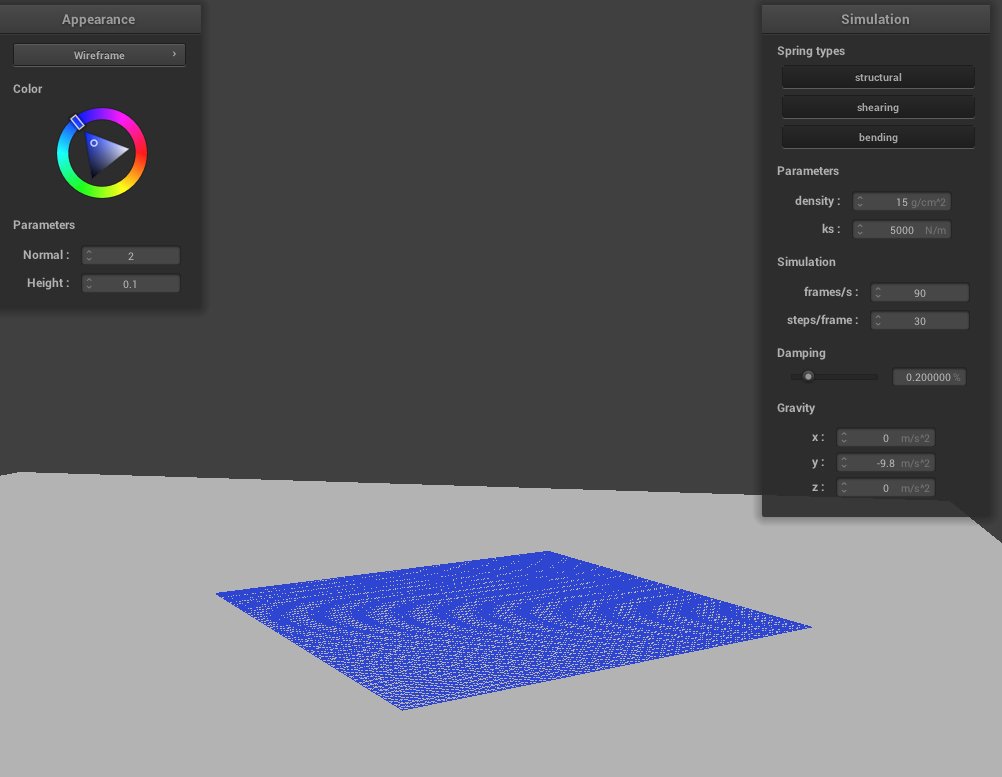 Appearance
Wireframe
Color
Parameters
Normal : 2
Height : 0.1
Simulation
Spring types
structural
shearing
bending
Parameters
density : 15 g/cm^2
ks : 5000 N/m
Simulation
frames/s : 90
steps/frame : 30
Damping
0.200000 %
Gravity
x : 0 m/s^2
y : -9.8 m/s^2
z : 0 m/s^2